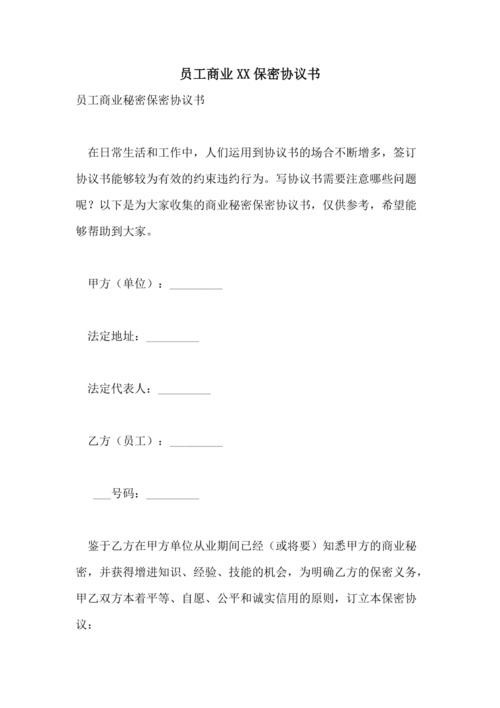 员工商业XX保密协议书
员工商业秘密保密协议书
在日常生活和工作中，人们运用到协议书的场合不断增多，签订
协议书能够较为有效的约束违约行为。写协议书需要注意哪些问题
呢？以下是为大家收集的商业秘密保密协议书，仅供参考，希望能
够帮助到大家。
甲方（单位）：_________
法定地址：_________
法定代表人：_________
乙方（员工）：_________
___号码：_________
鉴于乙方在甲方单位从业期间已经（或将要）知悉甲方的商业秘
密，并获得增进知识、经验、技能的机会，为明确乙方的保密义务，
甲乙双方本着平等、自愿、公平和诚实信用的原则，订立本保密协
议：